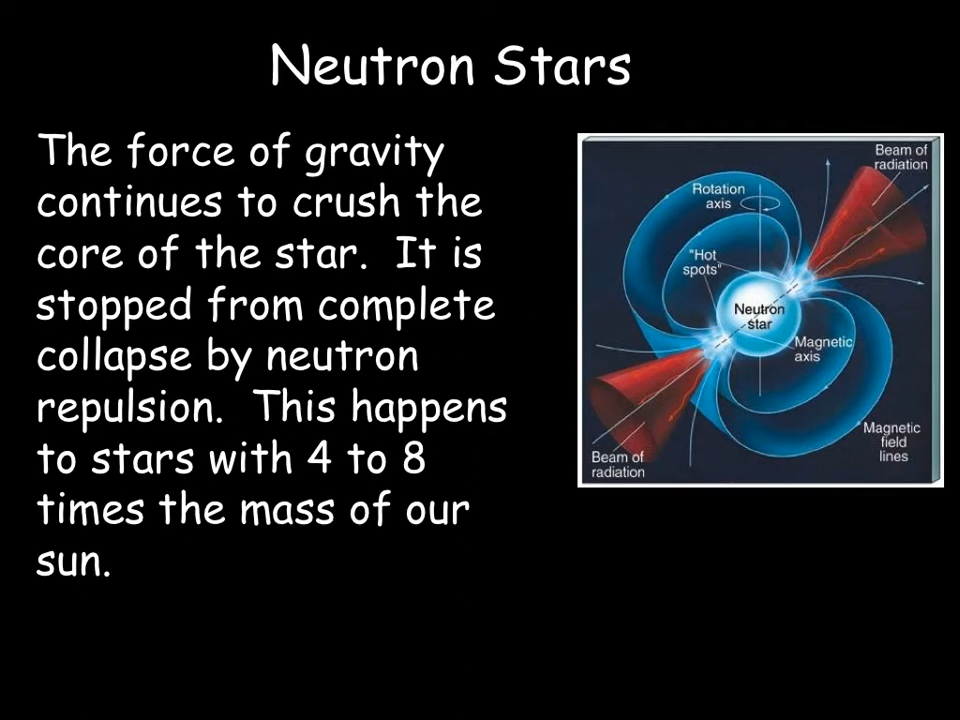 Neutron Stars
The force of gravity
continues to crush the
core of the star.  It is
stopped from complete
collapse by neutron
repulsion.  This happens
to stars with 4 to 8
times the mass of our
sun.
Beam of
radiation
Rotation
axis
"Hot
spots"
Neutron
star
Magnetic
axis
Magnetic
field
lines
Beam of
radiation